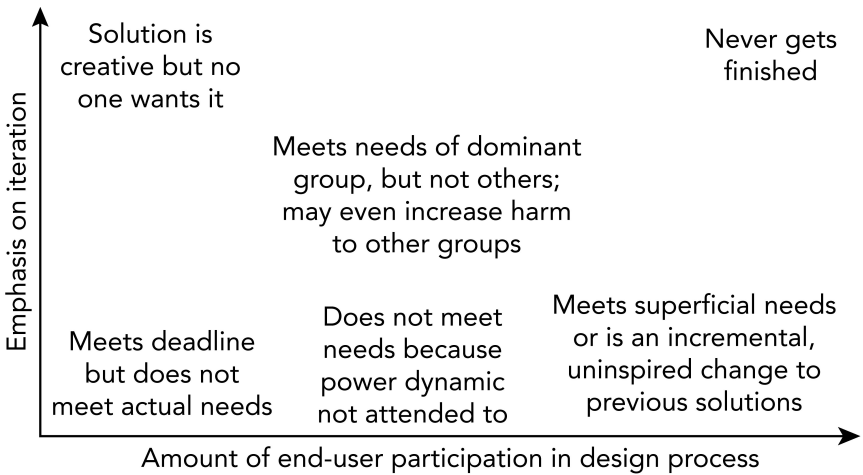 Solution is
creative but no
one wants it
Never gets
finished
Meets needs of dominant
group, but not others;
may even increase harm
to other groups
Emphasis on iteration
Meets deadline
but does not
meet actual needs
Does not meet
needs because
power dynamic
not attended to
Meets superficial needs
or is an incremental,
uninspired change to
previous solutions
Amount of end-user participation in design process